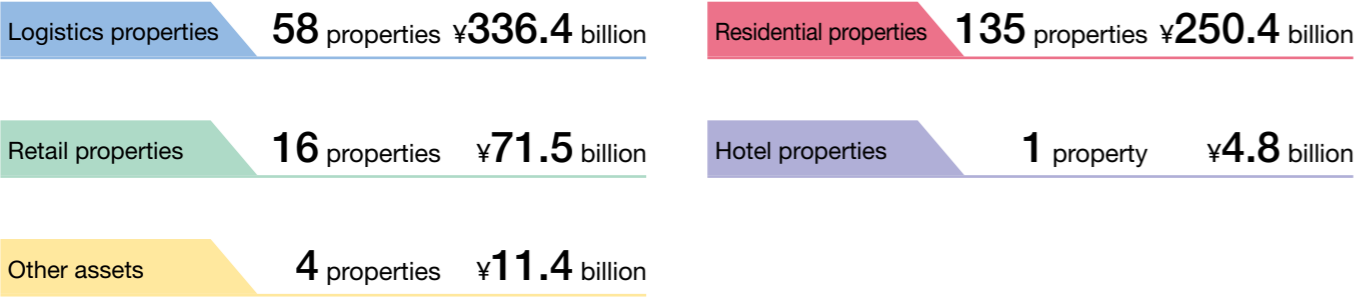 Logistics properties 58 properties ¥336.4 billion
Residential properties 135 properties ¥250.4 billion
Retail properties 16 properties ¥71.5 billion
Hotel properties 1 property ¥4.8 billion
Other assets 4 properties ¥11.4 billion